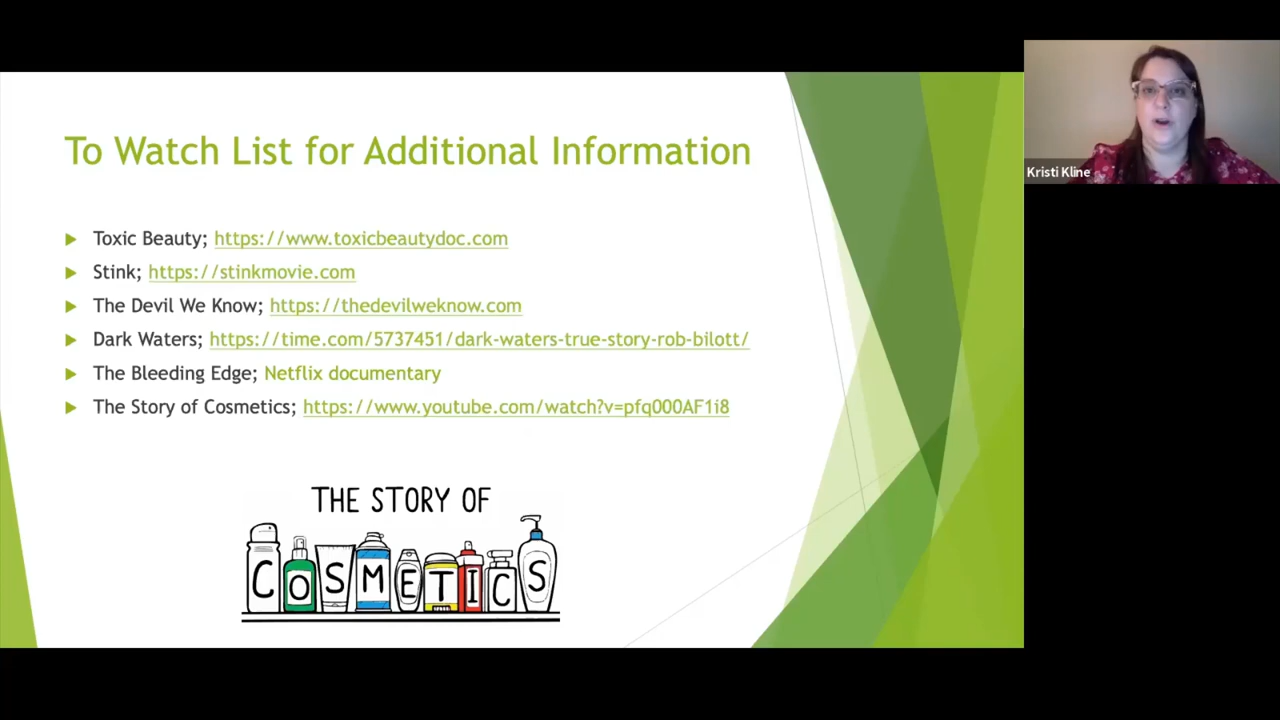 To Watch List for Additional Information
Toxic Beauty; https://www.toxicbeautydoc.com
Stink; https://stinkmovie.com
The Devil We Know; https://thedevilweknow.com
Dark Waters; https://time.com/5737451/dark-waters-true-story-rob-bilott/
The Bleeding Edge; Netflix documentary
The Story of Cosmetics; https://www.youtube.com/watch?v=pfq000AF1i8
THE STORY OF
COSMETICS
Kristi Kline